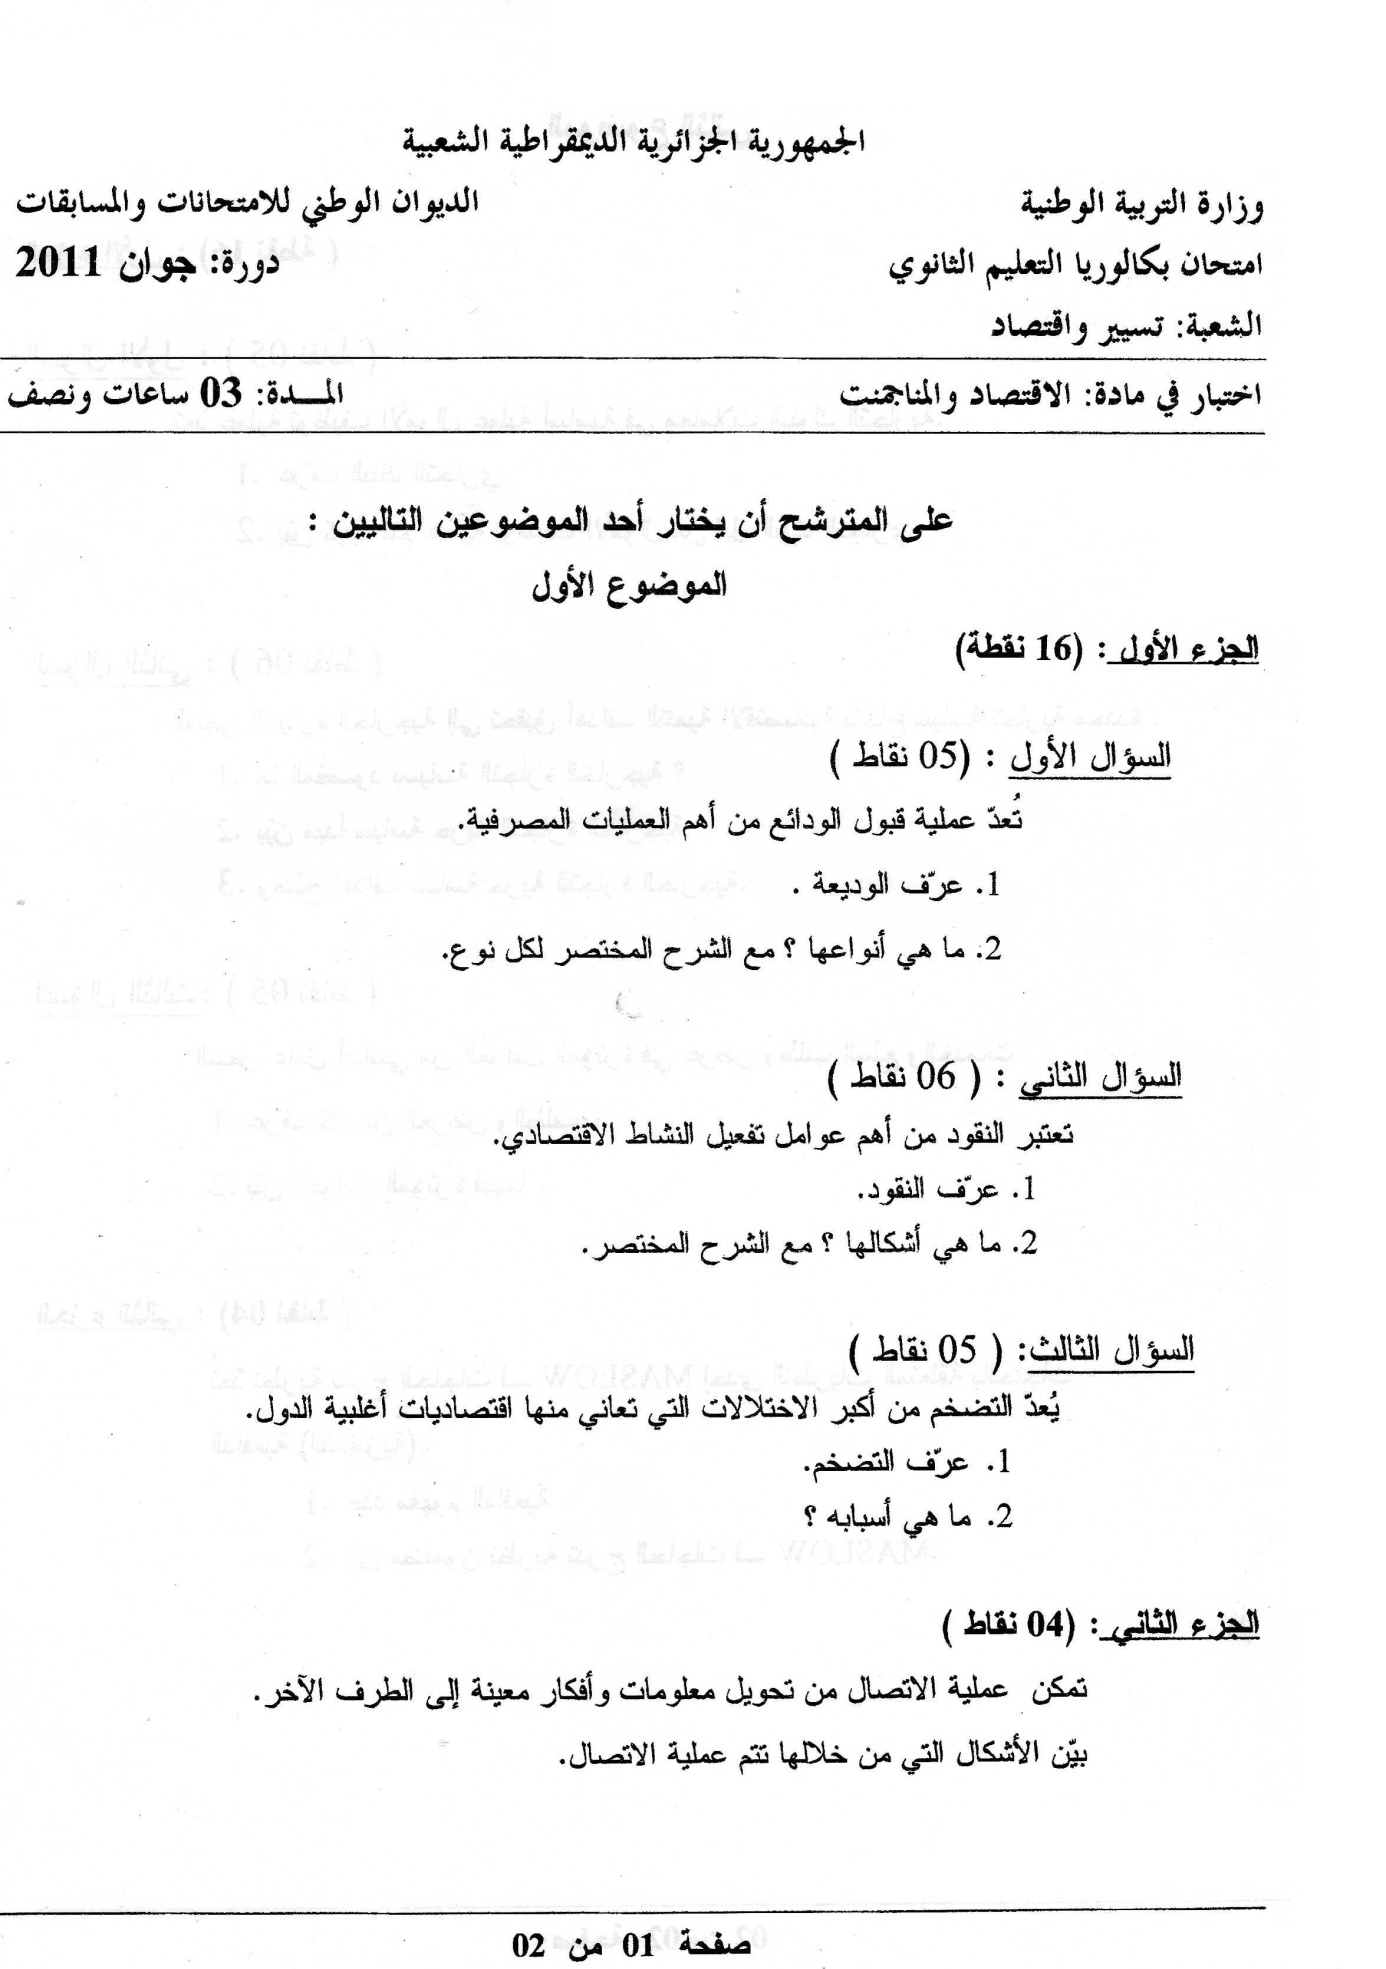 الجمهورية الجزائرية الديمقراطية الشعبية
وزارة التربية الوطنية الديوان الوطني للامتحانات والمسابقات
امتحان بكالوريا التعليم الثانوي دورة: جوان 2011
الشعبة: تسيير واقتصاد
اختبار في مادة: الاقتصاد والمناجمنت المـــدة: 03 ساعات ونصف
على المترشح أن يختار أحد الموضوعين التاليين :
الموضوع الأول
الجزء الأول : (16 نقطة)
السؤال الأول : (05 نقاط )
تُعدّ عملية قبول الودائع من أهم العمليات المصرفية.
1. عرّف الوديعة .
2. ما هي أنواعها ؟ مع الشرح المختصر لكل نوع.
السؤال الثاني : ( 06 نقاط )
تعتبر النقود من أهم عوامل تفعيل النشاط الاقتصادي.
1. عرّف النقود.
2. ما هي أشكالها ؟ مع الشرح المختصر.
السؤال الثالث: ( 05 نقاط )
يُعدّ التضخم من أكبر الاختلالات التي تعاني منها اقتصاديات أغلبية الدول.
1. عرّف التضخم.
2. ما هي أسبابه ؟
الجزء الثاني : (04 نقاط )
تمكن عملية الاتصال من تحويل معلومات وأفكار معينة إلى الطرف الآخر.
بيّن الأشكال التي من خلالها تتم عملية الاتصال.
صفحة 01 من 02